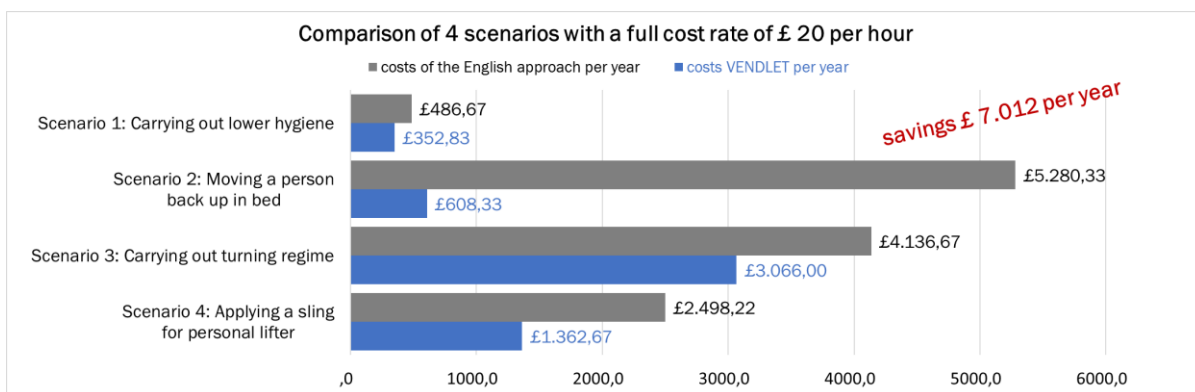 Comparison of 4 scenarios with a full cost rate of £ 20 per hour
costs of the English approach per year costs VENDLET per year
savings £ 7.012 per year
Scenario 1: Carrying out lower hygiene
£486,67
£352,83
Scenario 2: Moving a person
back up in bed
£5.280,33
£608,33
Scenario 3: Carrying out turning regime
£4.136,67
£3.066,00
Scenario 4: Applying a sling
for personal lifter
£2.498,22
£1.362,67
,0 1000,0 2000,0 3000,0 4000,0 5000,0 6000,0